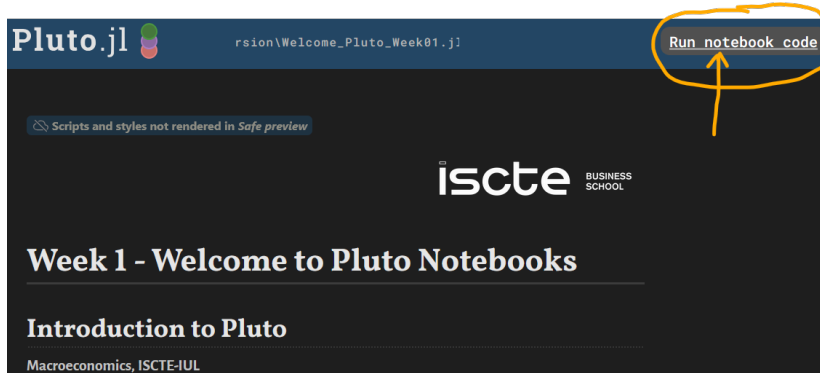 Pluto.jl
rsion\Welcome_Pluto_Week01.jl
Run notebook code
Scripts and styles not rendered in Safe preview
iscte BUSINESS SCHOOL
Week 1 - Welcome to Pluto Notebooks
Introduction to Pluto
Macroeconomics, ISCTE-IUL